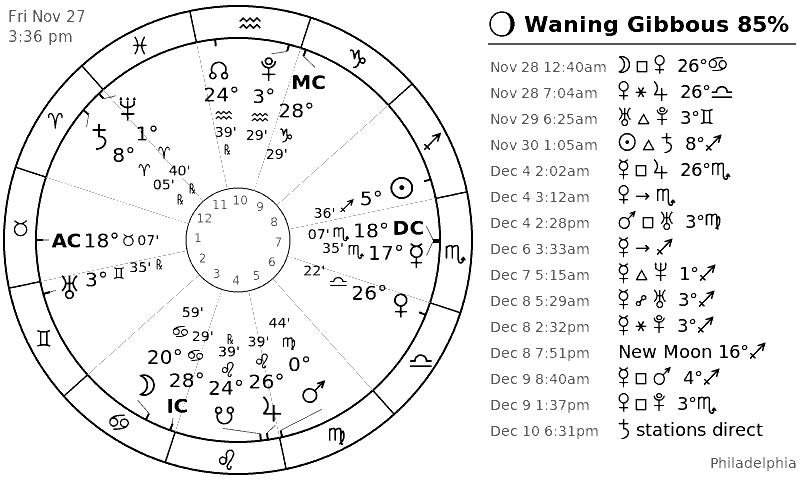 Fri Nov 27
3:36 pm
Waning Gibbous 85%
Nov 28 12:40am ☽ □ ♀ 26°♋
Nov 28 7:04am ♀ ⚹ ♃ 26°♎
Nov 29 6:25am ♅ △ ♇ 3°♊
Nov 30 1:05am ☉ △ ♄ 8°♐
Dec 4 2:02am ☿ □ ♃ 26°♏
Dec 4 3:12am ♀ → ♏
Dec 4 2:28pm ♂ □ ♅ 3°♍
Dec 6 3:33am ☿ → ♐
Dec 7 5:15am ☿ △ ♆ 1°♐
Dec 8 5:29am ☿ ☍ ♅ 3°♐
Dec 8 2:32pm ☿ ⚹ ♇ 3°♐
Dec 8 7:51pm New Moon 16°♐
Dec 9 8:40am ☿ □ ♂ 4°♐
Dec 9 1:37pm ♀ □ ♇ 3°♏
Dec 10 6:31pm ♄ stations direct
Philadelphia
♒
♓
♑
♈
♐
♉
♏
♊
♎
♋
♍
♌
☊ 24° ♒ 39' ℞
♇ 3° ♒ 29'
MC 28° ♑ 29'
♆ 1° ♈ 40' ℞
♄ 8° ♈ 05' ℞
☉ 5° ♐ 36'
AC 18° ♉ 07'
07' ♏ 18° DC
35' ♏ 17° ☿
♅ 3° ♊ 35' ℞
22' ♎ 26° ♀
59' ♋ 20° ☽
29' ♋ 28° IC
℞ 39' ♌ 24° ☋
39' ♌ 26° ♃
44' ♍ 0° ♂
1
2
3
4
5
6
7
8
9
10
11
12